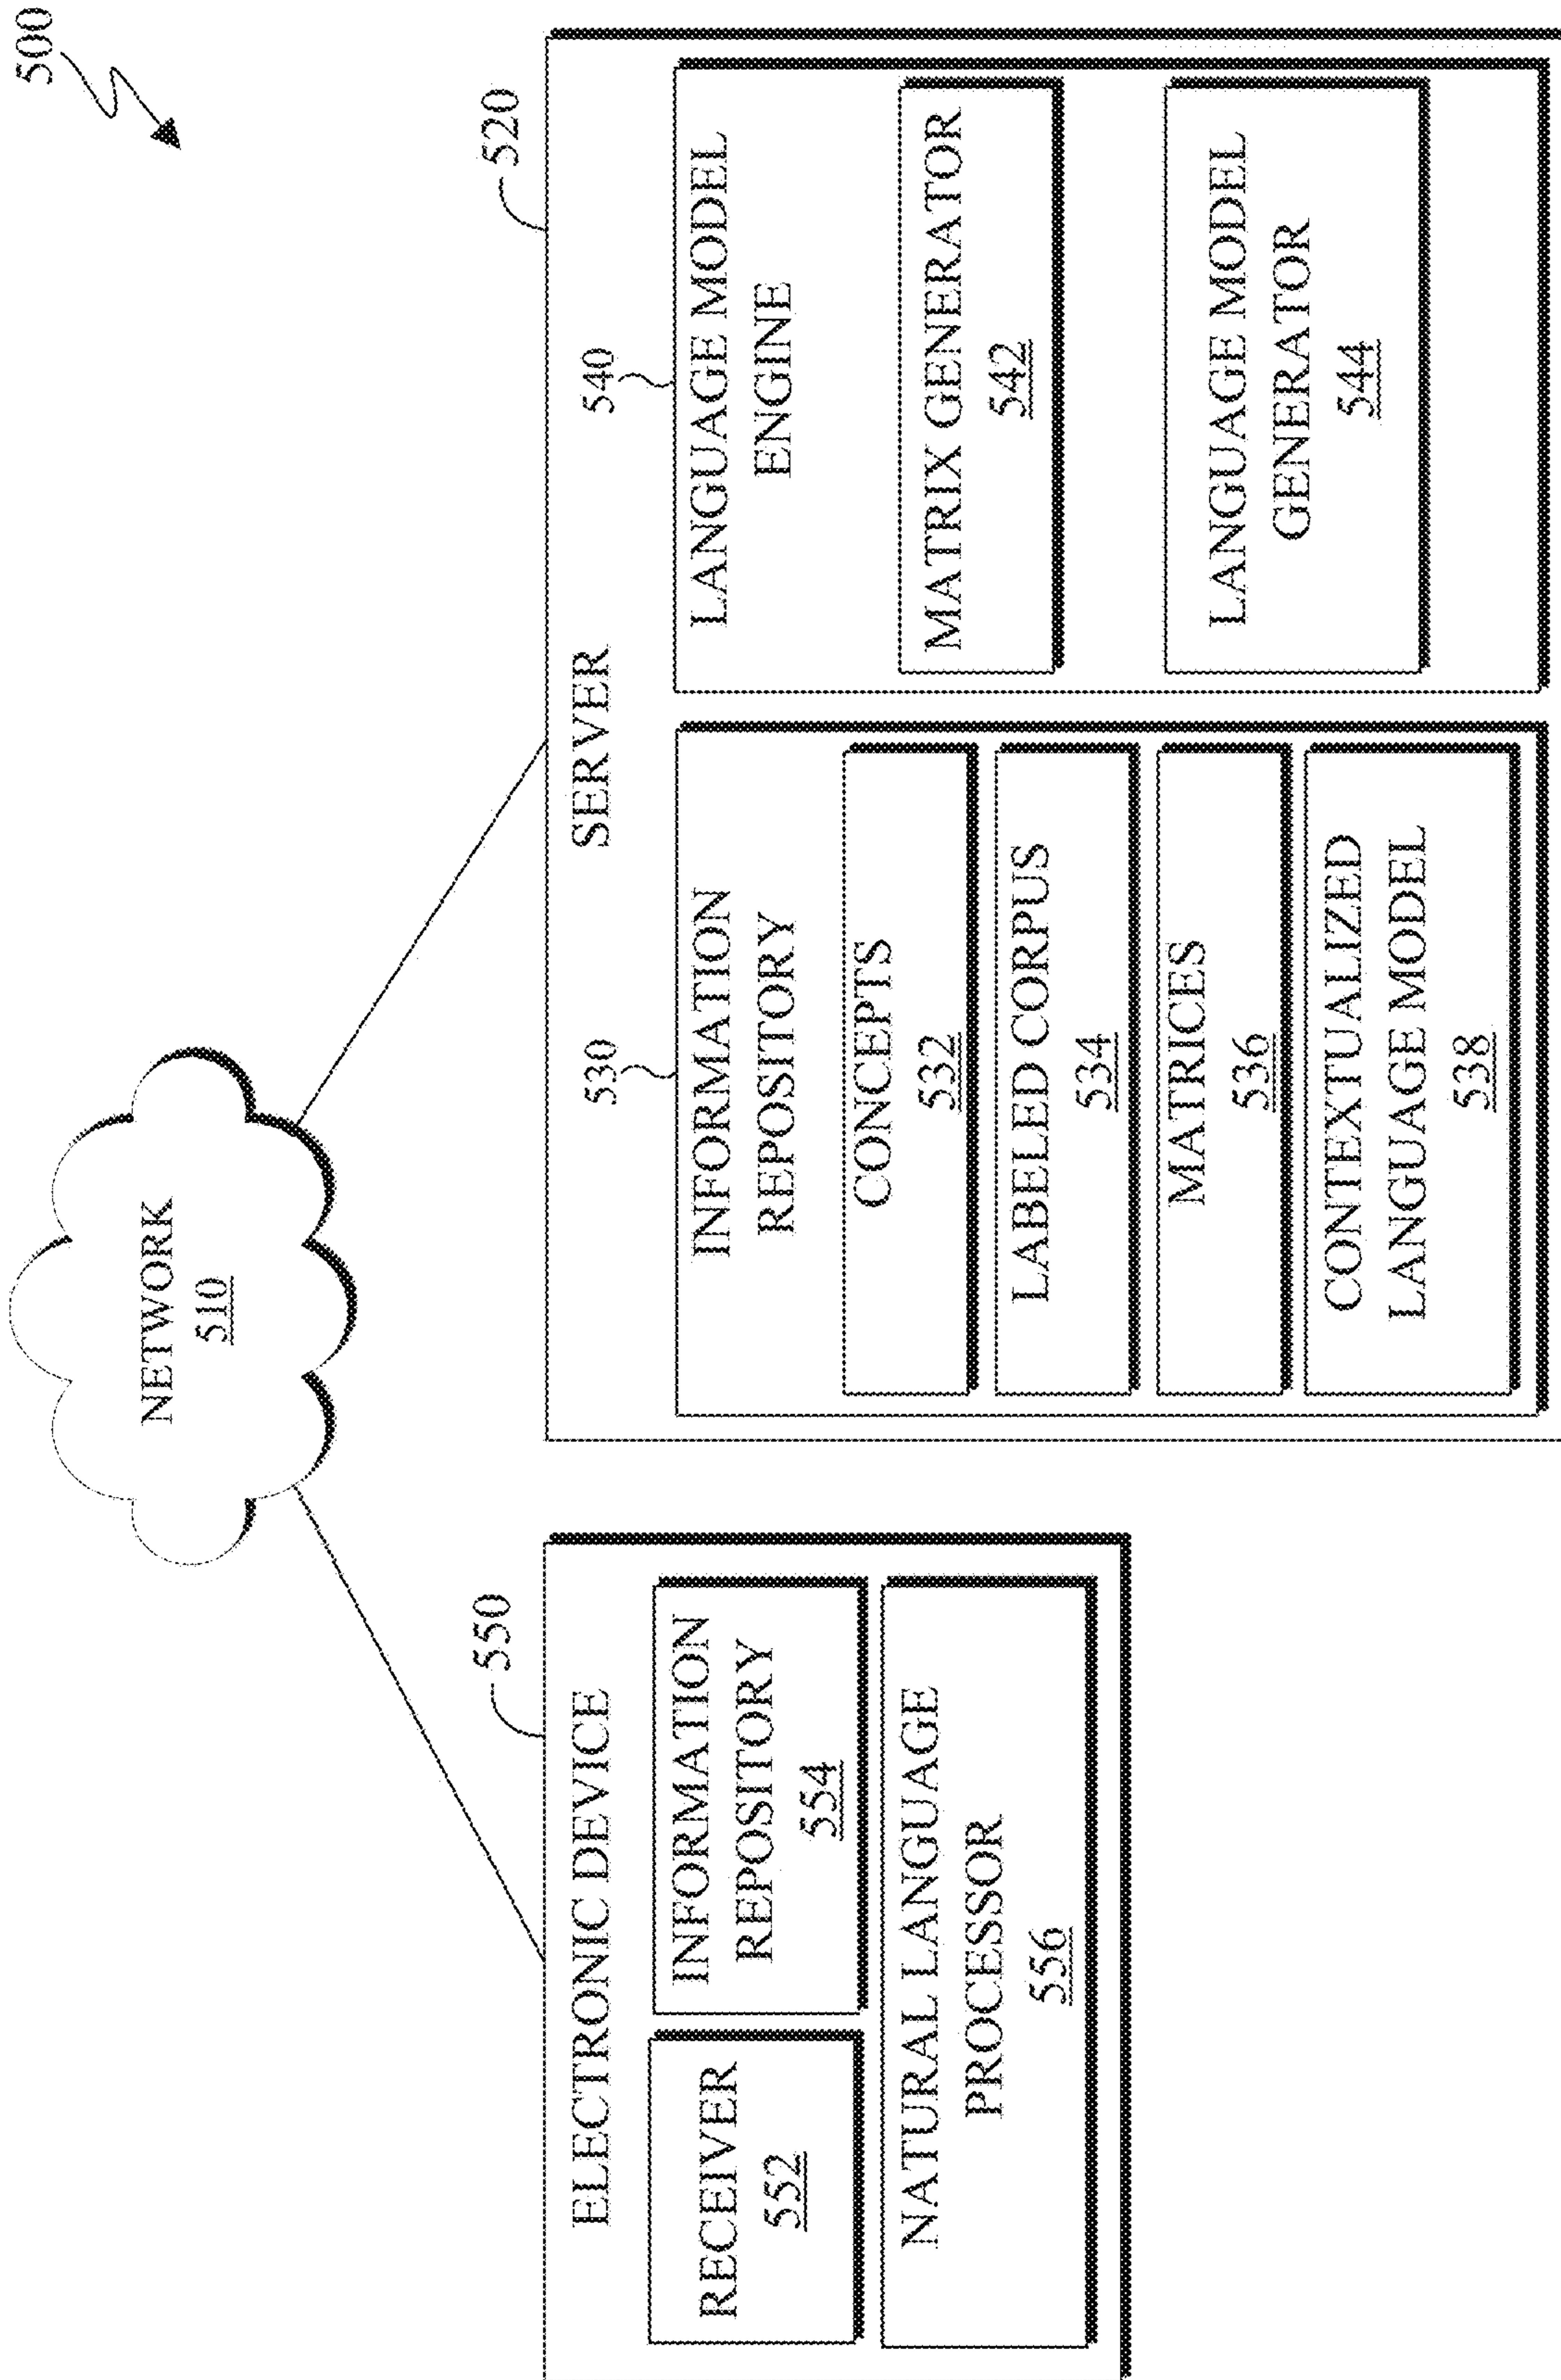 500
NETWORK
510
550
ELECTRONIC DEVICE
RECEIVER
552
INFORMATION
REPOSITORY
554
NATURAL LANGUAGE
PROCESSOR
556
520
SERVER
530
INFORMATION
REPOSITORY
CONCEPTS
532
LABELED CORPUS
534
MATRICES
536
CONTEXTUALIZED
LANGUAGE MODEL
538
540
LANGUAGE MODEL
ENGINE
MATRIX GENERATOR
542
LANGUAGE MODEL
GENERATOR
544